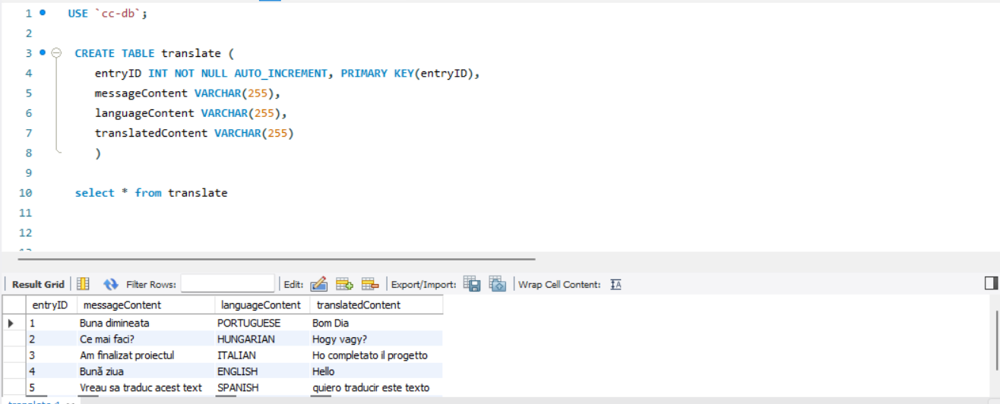 1 USE `cc-db`;
2
3 CREATE TABLE translate (
4 entryID INT NOT NULL AUTO_INCREMENT, PRIMARY KEY(entryID),
5 messageContent VARCHAR(255),
6 languageContent VARCHAR(255),
7 translatedContent VARCHAR(255)
8 )
9
10 select * from translate
11
12
Result Grid Filter Rows: Edit: Export/Import: Wrap Cell Content: IA
entryID messageContent languageContent translatedContent
1 Buna dimineata PORTUGUESE Bom Dia
2 Ce mai faci? HUNGARIAN Hogy vagy?
3 Am finalizat proiectul ITALIAN Ho completato il progetto
4 Bună ziua ENGLISH Hello
5 Vreau sa traduc acest text SPANISH quiero traducir este texto